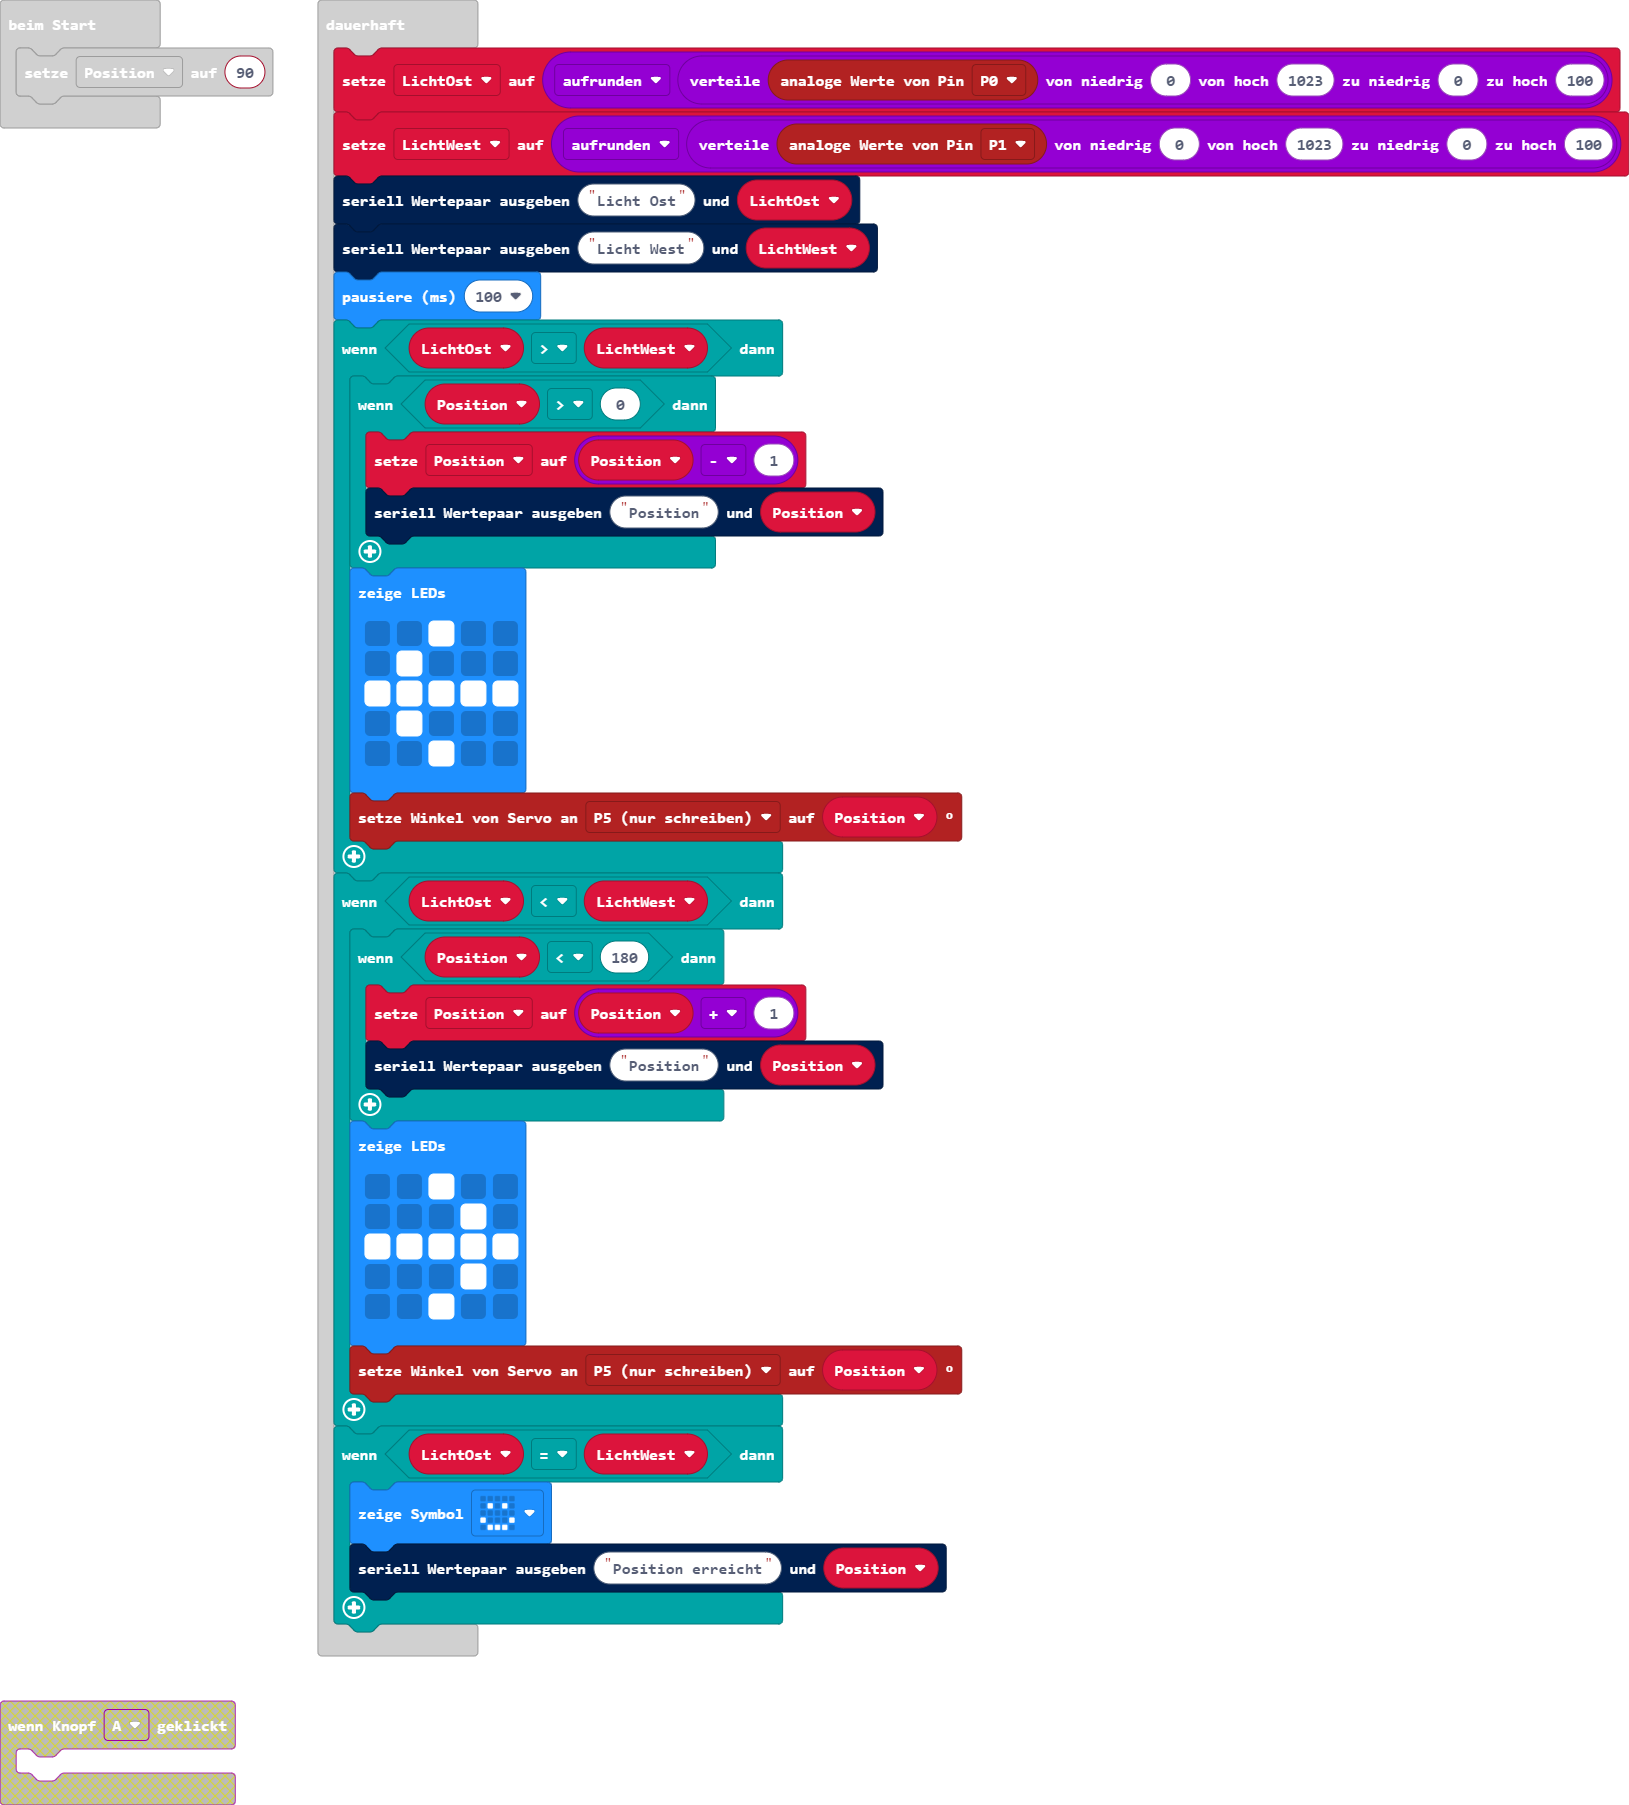 beim Start
setze Position auf 90
dauerhaft
setze LichtOst auf aufrunden verteile analoge Werte von Pin P0 von niedrig 0 von hoch 1023 zu niedrig 0 zu hoch 100
setze LichtWest auf aufrunden verteile analoge Werte von Pin P1 von niedrig 0 von hoch 1023 zu niedrig 0 zu hoch 100
seriell Wertepaar ausgeben "Licht Ost" und LichtOst
seriell Wertepaar ausgeben "Licht West" und LichtWest
pausiere (ms) 100
wenn LichtOst > LichtWest dann
wenn Position > 0 dann
setze Position auf Position - 1
seriell Wertepaar ausgeben "Position" und Position
zeige LEDs
setze Winkel von Servo an P5 (nur schreiben) auf Position °
wenn LichtOst < LichtWest dann
wenn Position < 180 dann
setze Position auf Position + 1
seriell Wertepaar ausgeben "Position" und Position
zeige LEDs
setze Winkel von Servo an P5 (nur schreiben) auf Position °
wenn LichtOst = LichtWest dann
zeige Symbol
seriell Wertepaar ausgeben "Position erreicht" und Position
wenn Knopf A geklickt